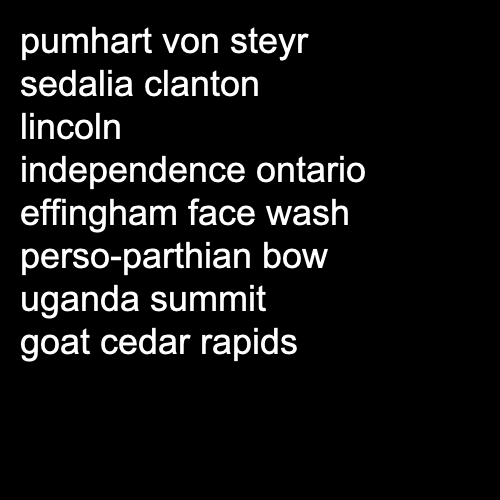 pumhart von steyr
sedalia clanton
lincoln
independence ontario
effingham face wash
perso-parthian bow
uganda summit
goat cedar rapids